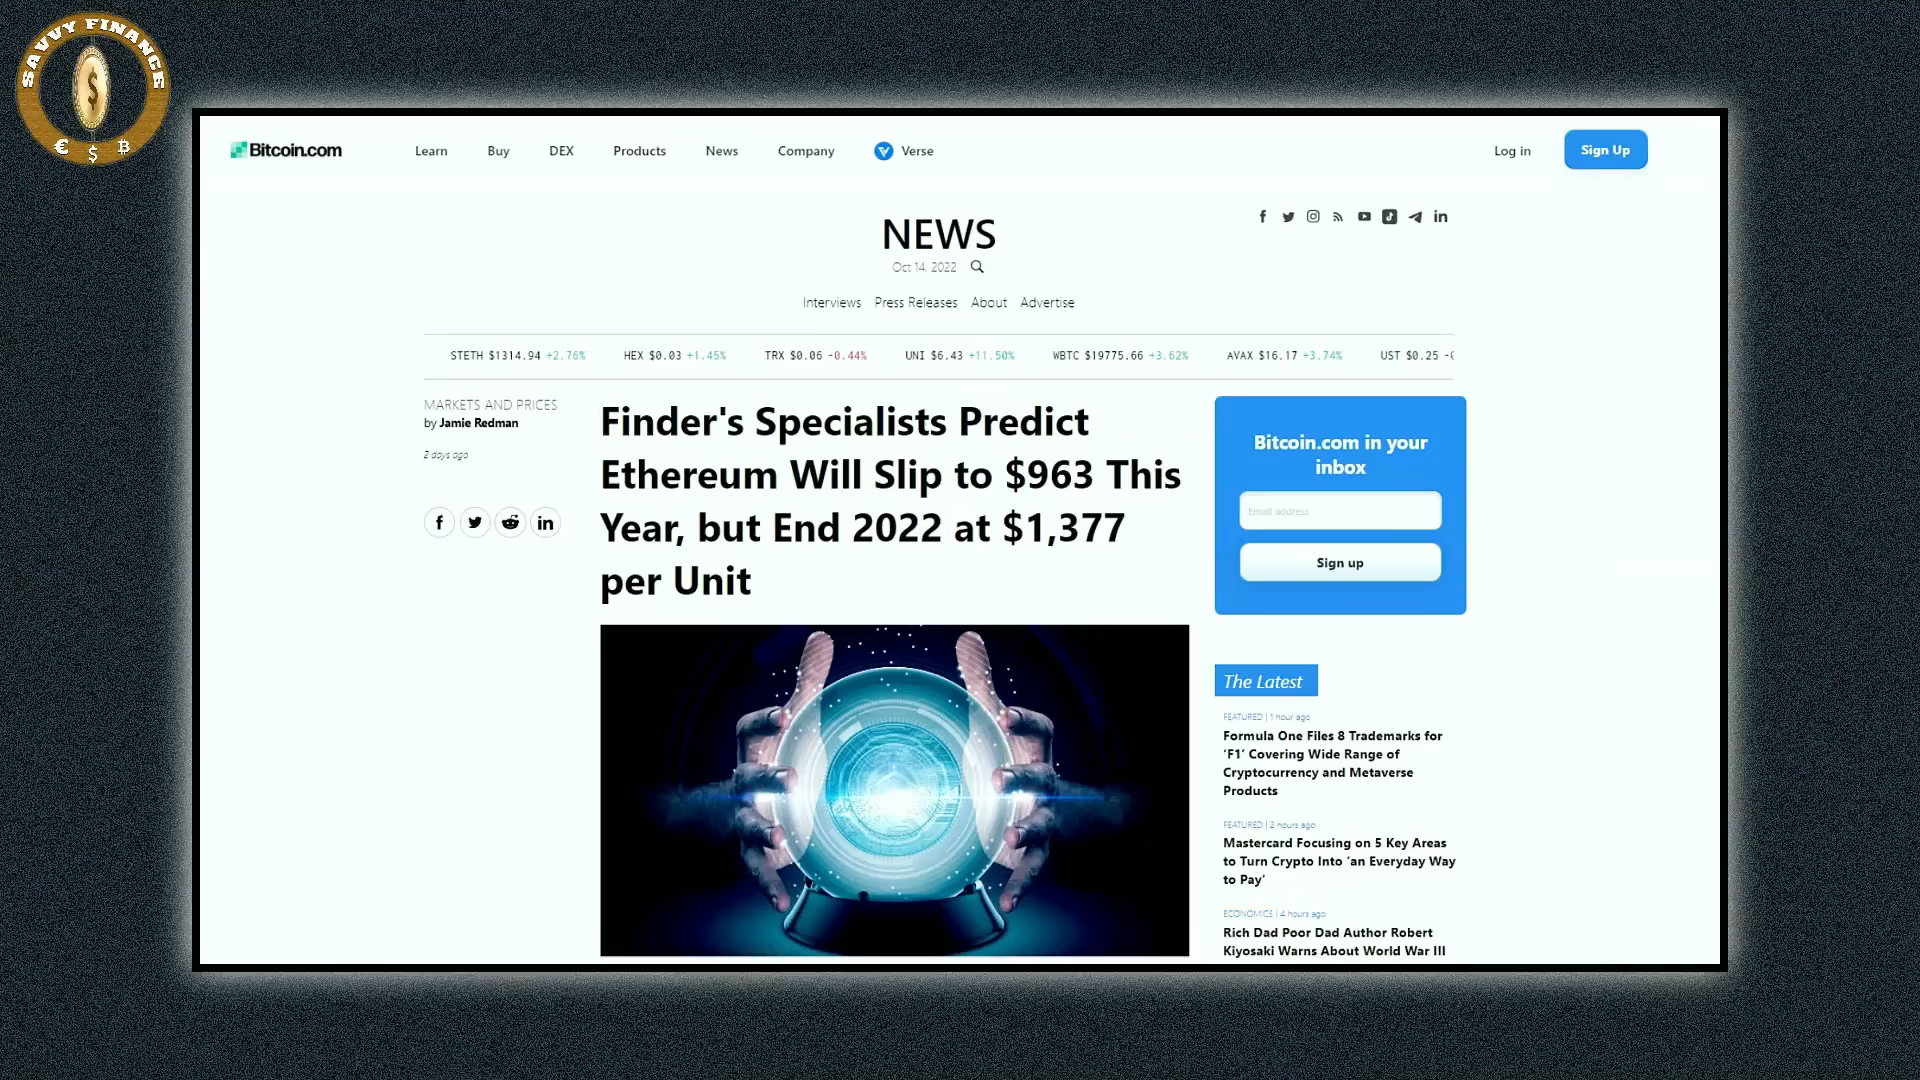 SAVVY FINANCE
$
€ $ ₿
Bitcoin.com
Learn Buy DEX Products News Company Verse
Log in Sign Up
NEWS
Oct 14, 2022
Interviews Press Releases About Advertise
STETH $1314.94 +2.76% HEX $0.03 +1.45% TRX $0.06 -0.44% UNI $6.43 +11.50% WBTC $19775.66 +3.62% AVAX $16.17 +3.74% UST $0.25
MARKETS AND PRICES
by Jamie Redman
2 days ago
Finder's Specialists Predict
Ethereum Will Slip to $963 This
Year, but End 2022 at $1,377
per Unit
Bitcoin.com in your
inbox
Email address
Sign up
The Latest
FEATURED | 1 hour ago
Formula One Files 8 Trademarks for
‘F1’ Covering Wide Range of
Cryptocurrency and Metaverse
Products
FEATURED | 2 hours ago
Mastercard Focusing on 5 Key Areas
to Turn Crypto Into ‘an Everyday Way
to Pay’
ECONOMICS | 4 hours ago
Rich Dad Poor Dad Author Robert
Kiyosaki Warns About World War III